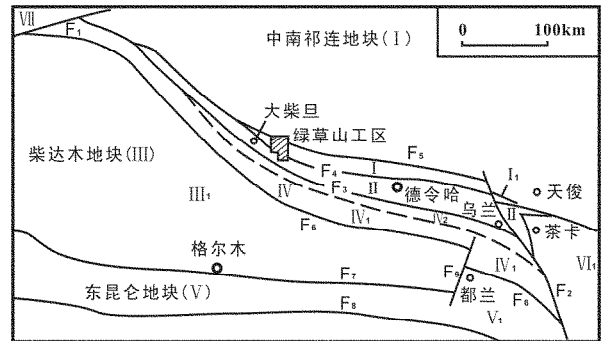 VII
F1
中南祁连地块(I)
0 100km
大柴旦
绿草山工区
柴达木地块(III)
F4
I
F5
I1
天俊
III1
IV
F3
II
德令哈
乌兰
II
茶卡
IV1
IV2
F6
格尔木
F7
F9
IV1
VI1
都兰
F6
F2
东昆仑地块(V)
F8
V1